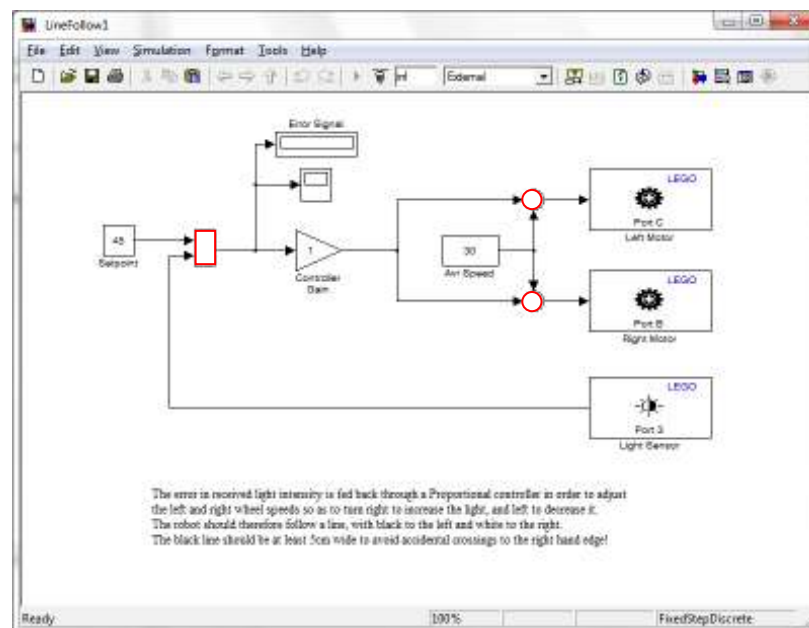 LineFollow1
File Edit View Simulation Format Tools Help
inf External
Error Signal
LEGO
Port C
Left Motor
45
Setpoint
1
Controller
Gain
30
Avr Speed
LEGO
Port B
Right Motor
LEGO
Port 3
Light Sensor
The error in received light intensity is fed back through a Proportional controller in order to adjust
the left and right wheel speeds so as to turn right to increase the light, and left to decrease it.
The robot should therefore follow a line, with black to the left and white to the right.
The black line should be at least 5cm wide to avoid accidental crossings to the right hand edge!
Ready 100% FixedStepDiscrete